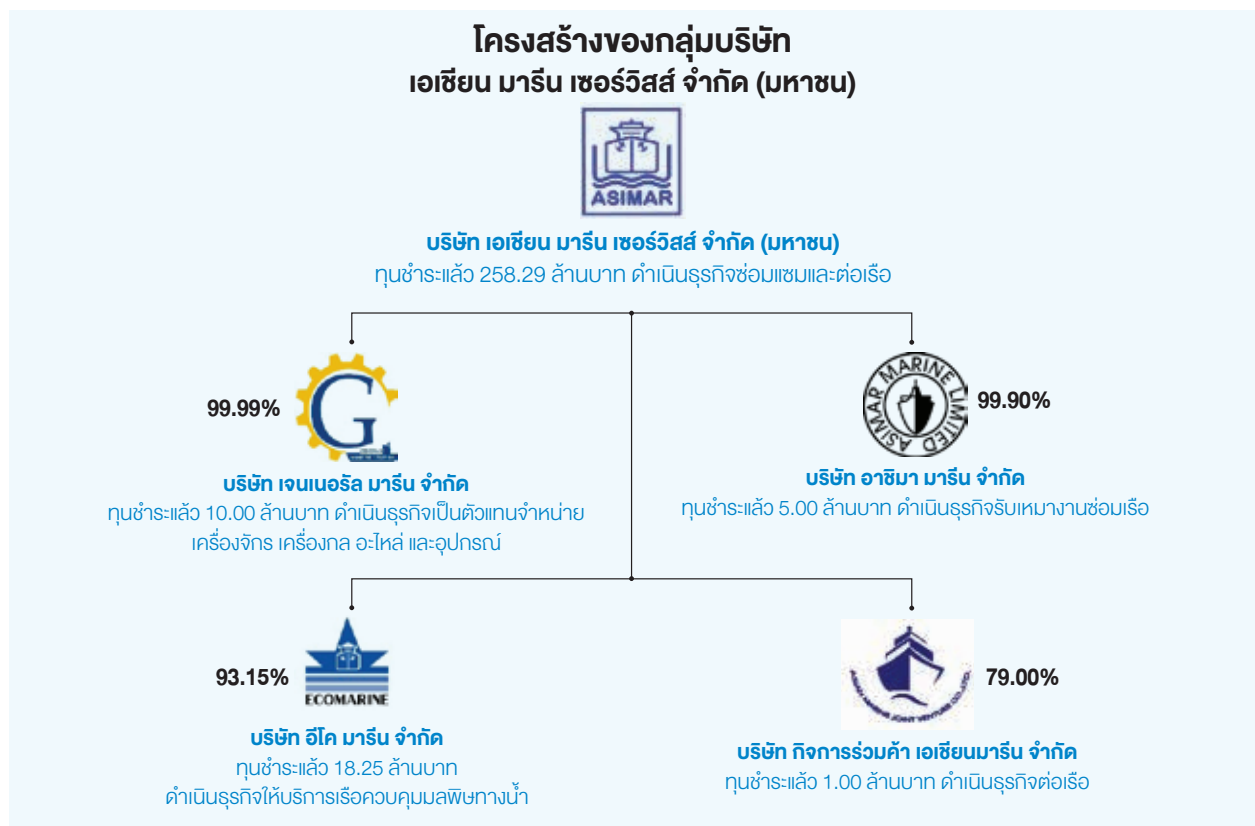 โครงสร้างของกลุ่มบริษัท
เอเชียน มารีน เซอร์วิสส์ จำกัด (มหาชน)
ASIMAR
บริษัท เอเชียน มารีน เซอร์วิสส์ จำกัด (มหาชน)
ทุนชำระแล้ว 258.29 ล้านบาท ดำเนินธุรกิจซ่อมแซมและต่อเรือ
99.99%
G
บริษัท เจนเนอรัล มารีน จำกัด
ทุนชำระแล้ว 10.00 ล้านบาท ดำเนินธุรกิจเป็นตัวแทนจำหน่าย
เครื่องจักร เครื่องกล อะไหล่ และอุปกรณ์
ASIMAR MARINE LIMITED
99.90%
บริษัท อาชิมา มารีน จำกัด
ทุนชำระแล้ว 5.00 ล้านบาท ดำเนินธุรกิจรับเหมางานซ่อมเรือ
93.15%
ECOMARINE
บริษัท อีโค มารีน จำกัด
ทุนชำระแล้ว 18.25 ล้านบาท
ดำเนินธุรกิจให้บริการเรือควบคุมมลพิษทางน้ำ
ASIAN MARINE JOINT VENTURE CO.,LTD.
79.00%
บริษัท กิจการร่วมค้า เอเชียนมารีน จำกัด
ทุนชำระแล้ว 1.00 ล้านบาท ดำเนินธุรกิจต่อเรือ